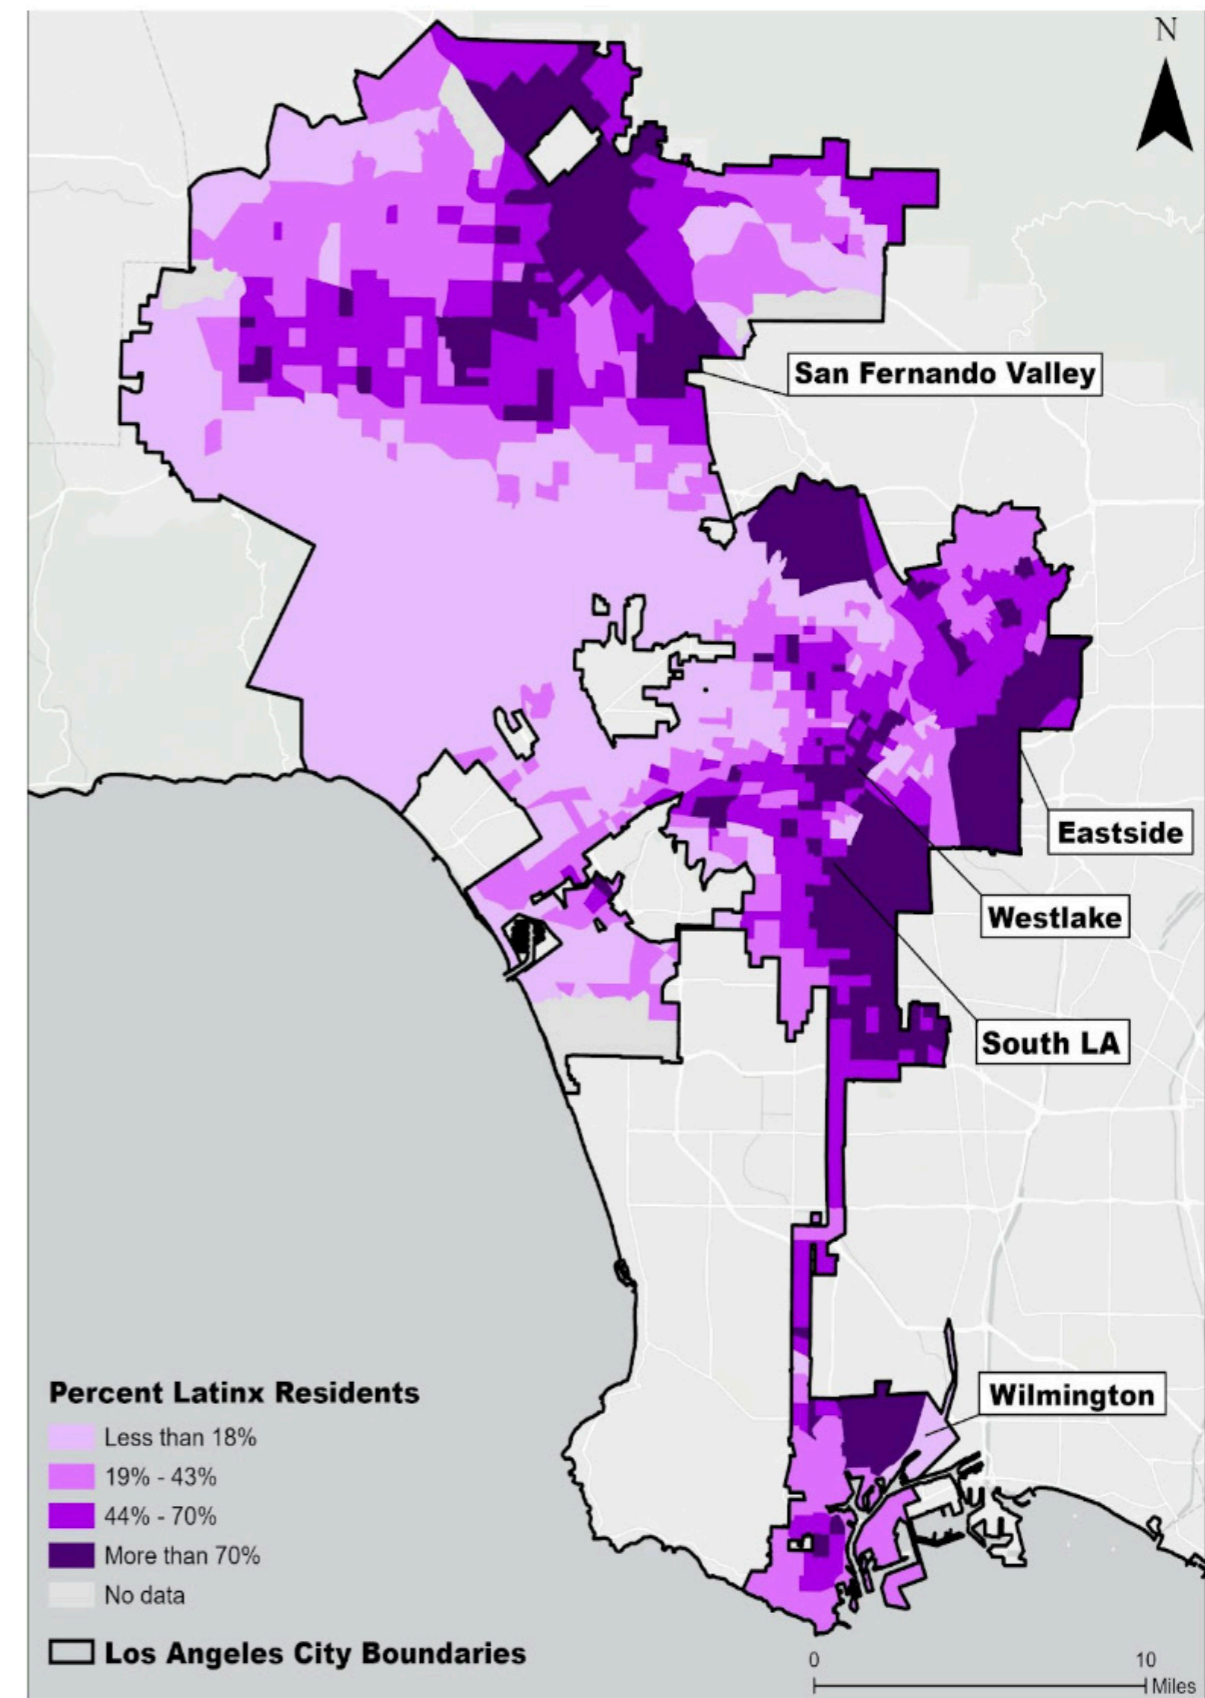 N
San Fernando Valley
Eastside
Westlake
South LA
Wilmington
Percent Latinx Residents
Less than 18%
19% - 43%
44% - 70%
More than 70%
No data
Los Angeles City Boundaries
0 10
Miles